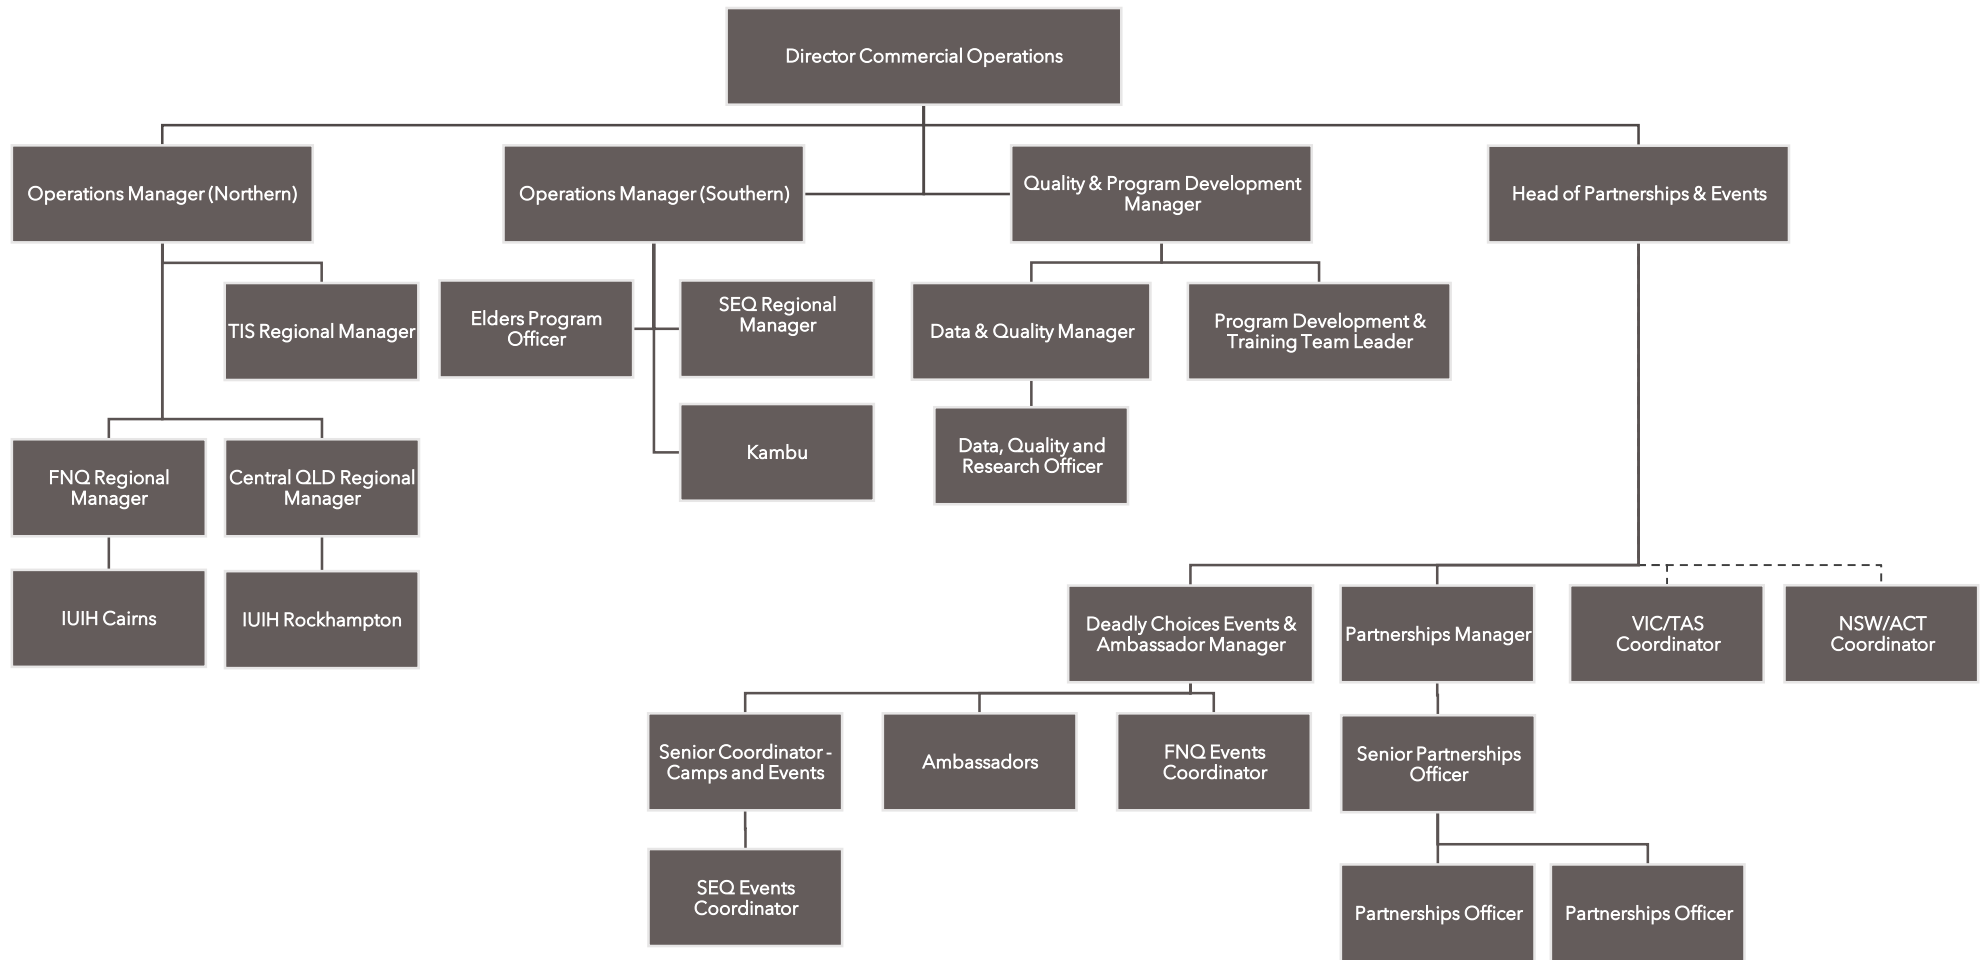 Director Commercial Operations
Operations Manager (Northern)
Operations Manager (Southern)
Quality & Program Development
Manager
Head of Partnerships & Events
TIS Regional Manager
Elders Program
Officer
SEQ Regional
Manager
Data & Quality Manager
Program Development &
Training Team Leader
Kambu
Data, Quality and
Research Officer
FNQ Regional
Manager
Central QLD Regional
Manager
IUIH Cairns
IUIH Rockhampton
Deadly Choices Events &
Ambassador Manager
Partnerships Manager
VIC/TAS
Coordinator
NSW/ACT
Coordinator
Senior Coordinator -
Camps and Events
Ambassadors
FNQ Events
Coordinator
Senior Partnerships
Officer
SEQ Events
Coordinator
Partnerships Officer
Partnerships Officer